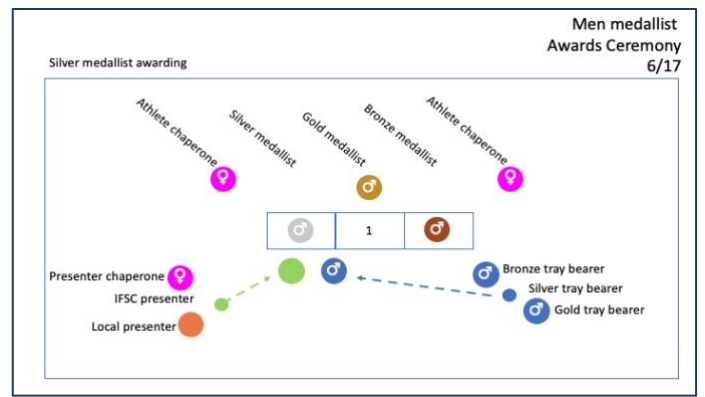 Men medallist
Awards Ceremony
6/17
Silver medallist awarding
Athlete chaperone
Silver medallist
Gold medallist
Bronze medallist
Athlete chaperone
1
Presenter chaperone
IFSC presenter
Local presenter
Bronze tray bearer
Silver tray bearer
Gold tray bearer